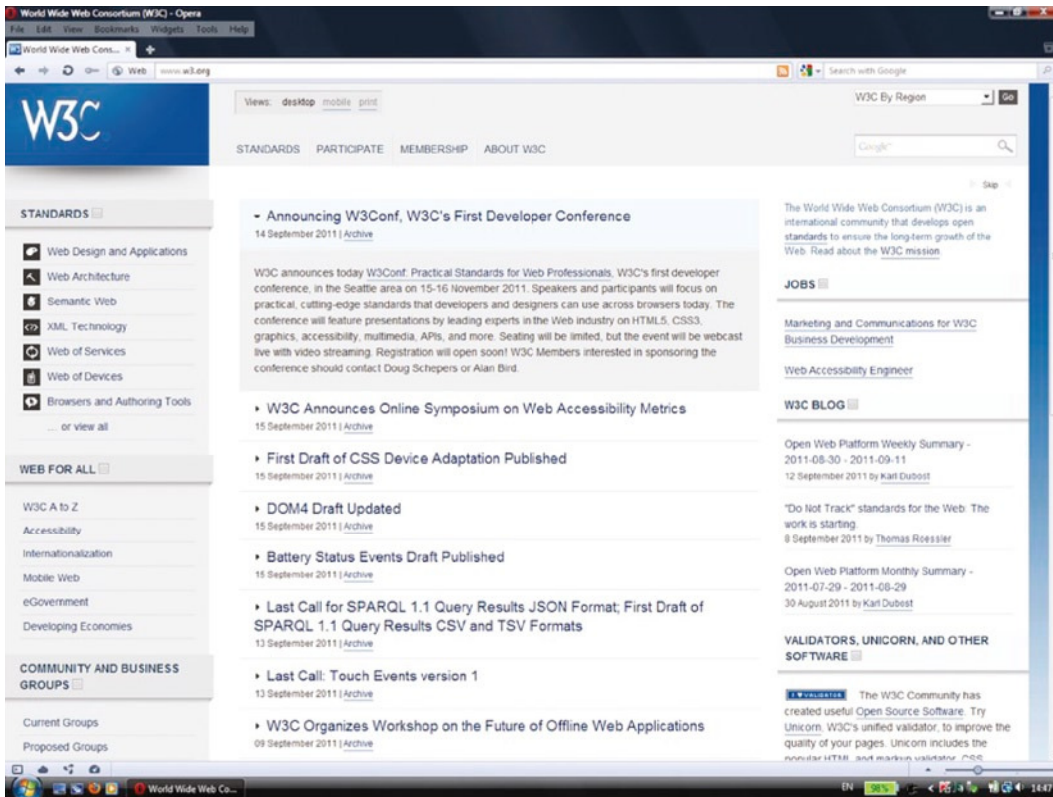 World Wide Web Consortium (W3C) - Opera
File Edit View Bookmarks Widgets Tools Help
World Wide Web Cons...
Web www.w3.org
Search with Google
W3C
Views: desktop mobile print
W3C By Region
Go
STANDARDS PARTICIPATE MEMBERSHIP ABOUT W3C
Google
Skip
STANDARDS
Web Design and Applications
Web Architecture
Semantic Web
XML Technology
Web of Services
Web of Devices
Browsers and Authoring Tools
... or view all
WEB FOR ALL
W3C A to Z
Accessibility
Internationalization
Mobile Web
eGovernment
Developing Economies
COMMUNITY AND BUSINESS
GROUPS
Current Groups
Proposed Groups
Announcing W3Conf, W3C's First Developer Conference
14 September 2011 | Archive
W3C announces today W3Conf: Practical Standards for Web Professionals, W3C's first developer
conference, in the Seattle area on 15-16 November 2011. Speakers and participants will focus on
practical, cutting-edge standards that developers and designers can use across browsers today. The
conference will feature presentations by leading experts in the Web industry on HTML5, CSS3,
graphics, accessibility, multimedia, APIs, and more. Seating will be limited, but the event will be webcast
live with video streaming. Registration will open soon! W3C Members interested in sponsoring the
conference should contact Doug Schepers or Alan Bird.
W3C Announces Online Symposium on Web Accessibility Metrics
15 September 2011 | Archive
First Draft of CSS Device Adaptation Published
15 September 2011 | Archive
DOM4 Draft Updated
15 September 2011 | Archive
Battery Status Events Draft Published
15 September 2011 | Archive
Last Call for SPARQL 1.1 Query Results JSON Format; First Draft of
SPARQL 1.1 Query Results CSV and TSV Formats
13 September 2011 | Archive
Last Call: Touch Events version 1
13 September 2011 | Archive
W3C Organizes Workshop on the Future of Offline Web Applications
09 September 2011 | Archive
The World Wide Web Consortium (W3C) is an
international community that develops open
standards to ensure the long-term growth of the
Web. Read about the W3C mission.
JOBS
Marketing and Communications for W3C
Business Development
Web Accessibility Engineer
W3C BLOG
Open Web Platform Weekly Summary -
2011-08-30 - 2011-09-11
12 September 2011 by Karl Dubost
"Do Not Track" standards for the Web. The
work is starting.
8 September 2011 by Thomas Roessler
Open Web Platform Monthly Summary -
2011-07-29 - 2011-08-29
30 August 2011 by Karl Dubost
VALIDATORS, UNICORN, AND OTHER
SOFTWARE
I ♥ VALIDATOR The W3C Community has
created useful Open Source Software. Try
Unicorn, W3C's unified validator, to improve the
quality of your pages. Unicorn includes the
popular HTML and markup validator, CSS
World Wide Web Co...
EN 98% 14:47